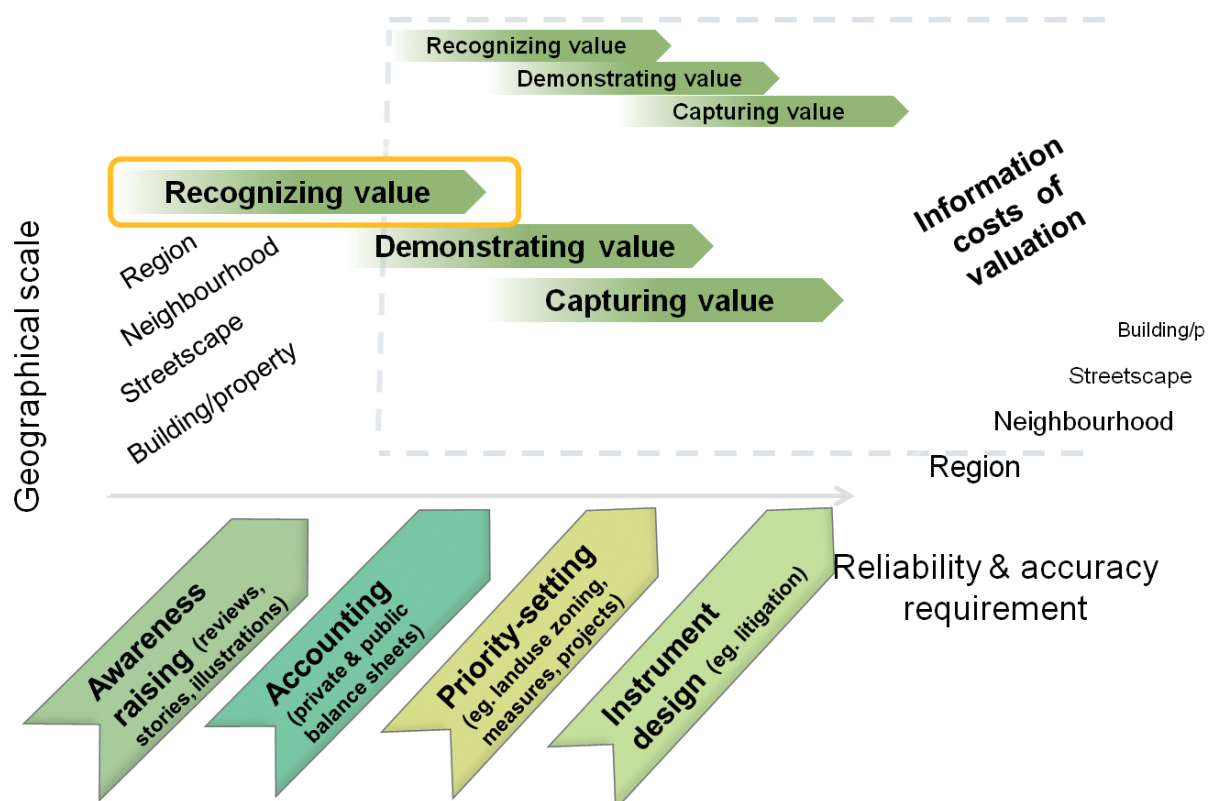 Recognizing value
Demonstrating value
Capturing value
Recognizing value
Demonstrating value
Capturing value
Geographical scale
Region
Neighbourhood
Streetscape
Building/property
Information
costs of
valuation
Building/p
Streetscape
Neighbourhood
Region
Awareness
raising (reviews,
stories, illustrations)
Accounting
(private & public
balance sheets)
Priority-setting
(eg. landuse zoning,
measures, projects)
Instrument
design (eg. litigation)
Reliability & accuracy
requirement